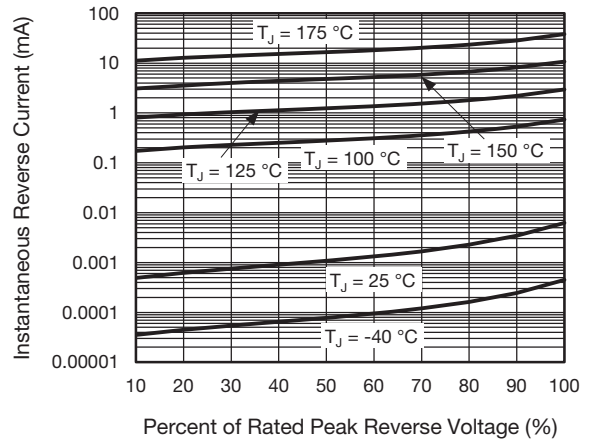 Instantaneous Reverse Current (mA)
100
10
1
0.1
0.01
0.001
0.0001
0.00001
TJ = 175 °C
TJ = 150 °C
TJ = 125 °C
TJ = 100 °C
TJ = 25 °C
TJ = -40 °C
10 20 30 40 50 60 70 80 90 100
Percent of Rated Peak Reverse Voltage (%)